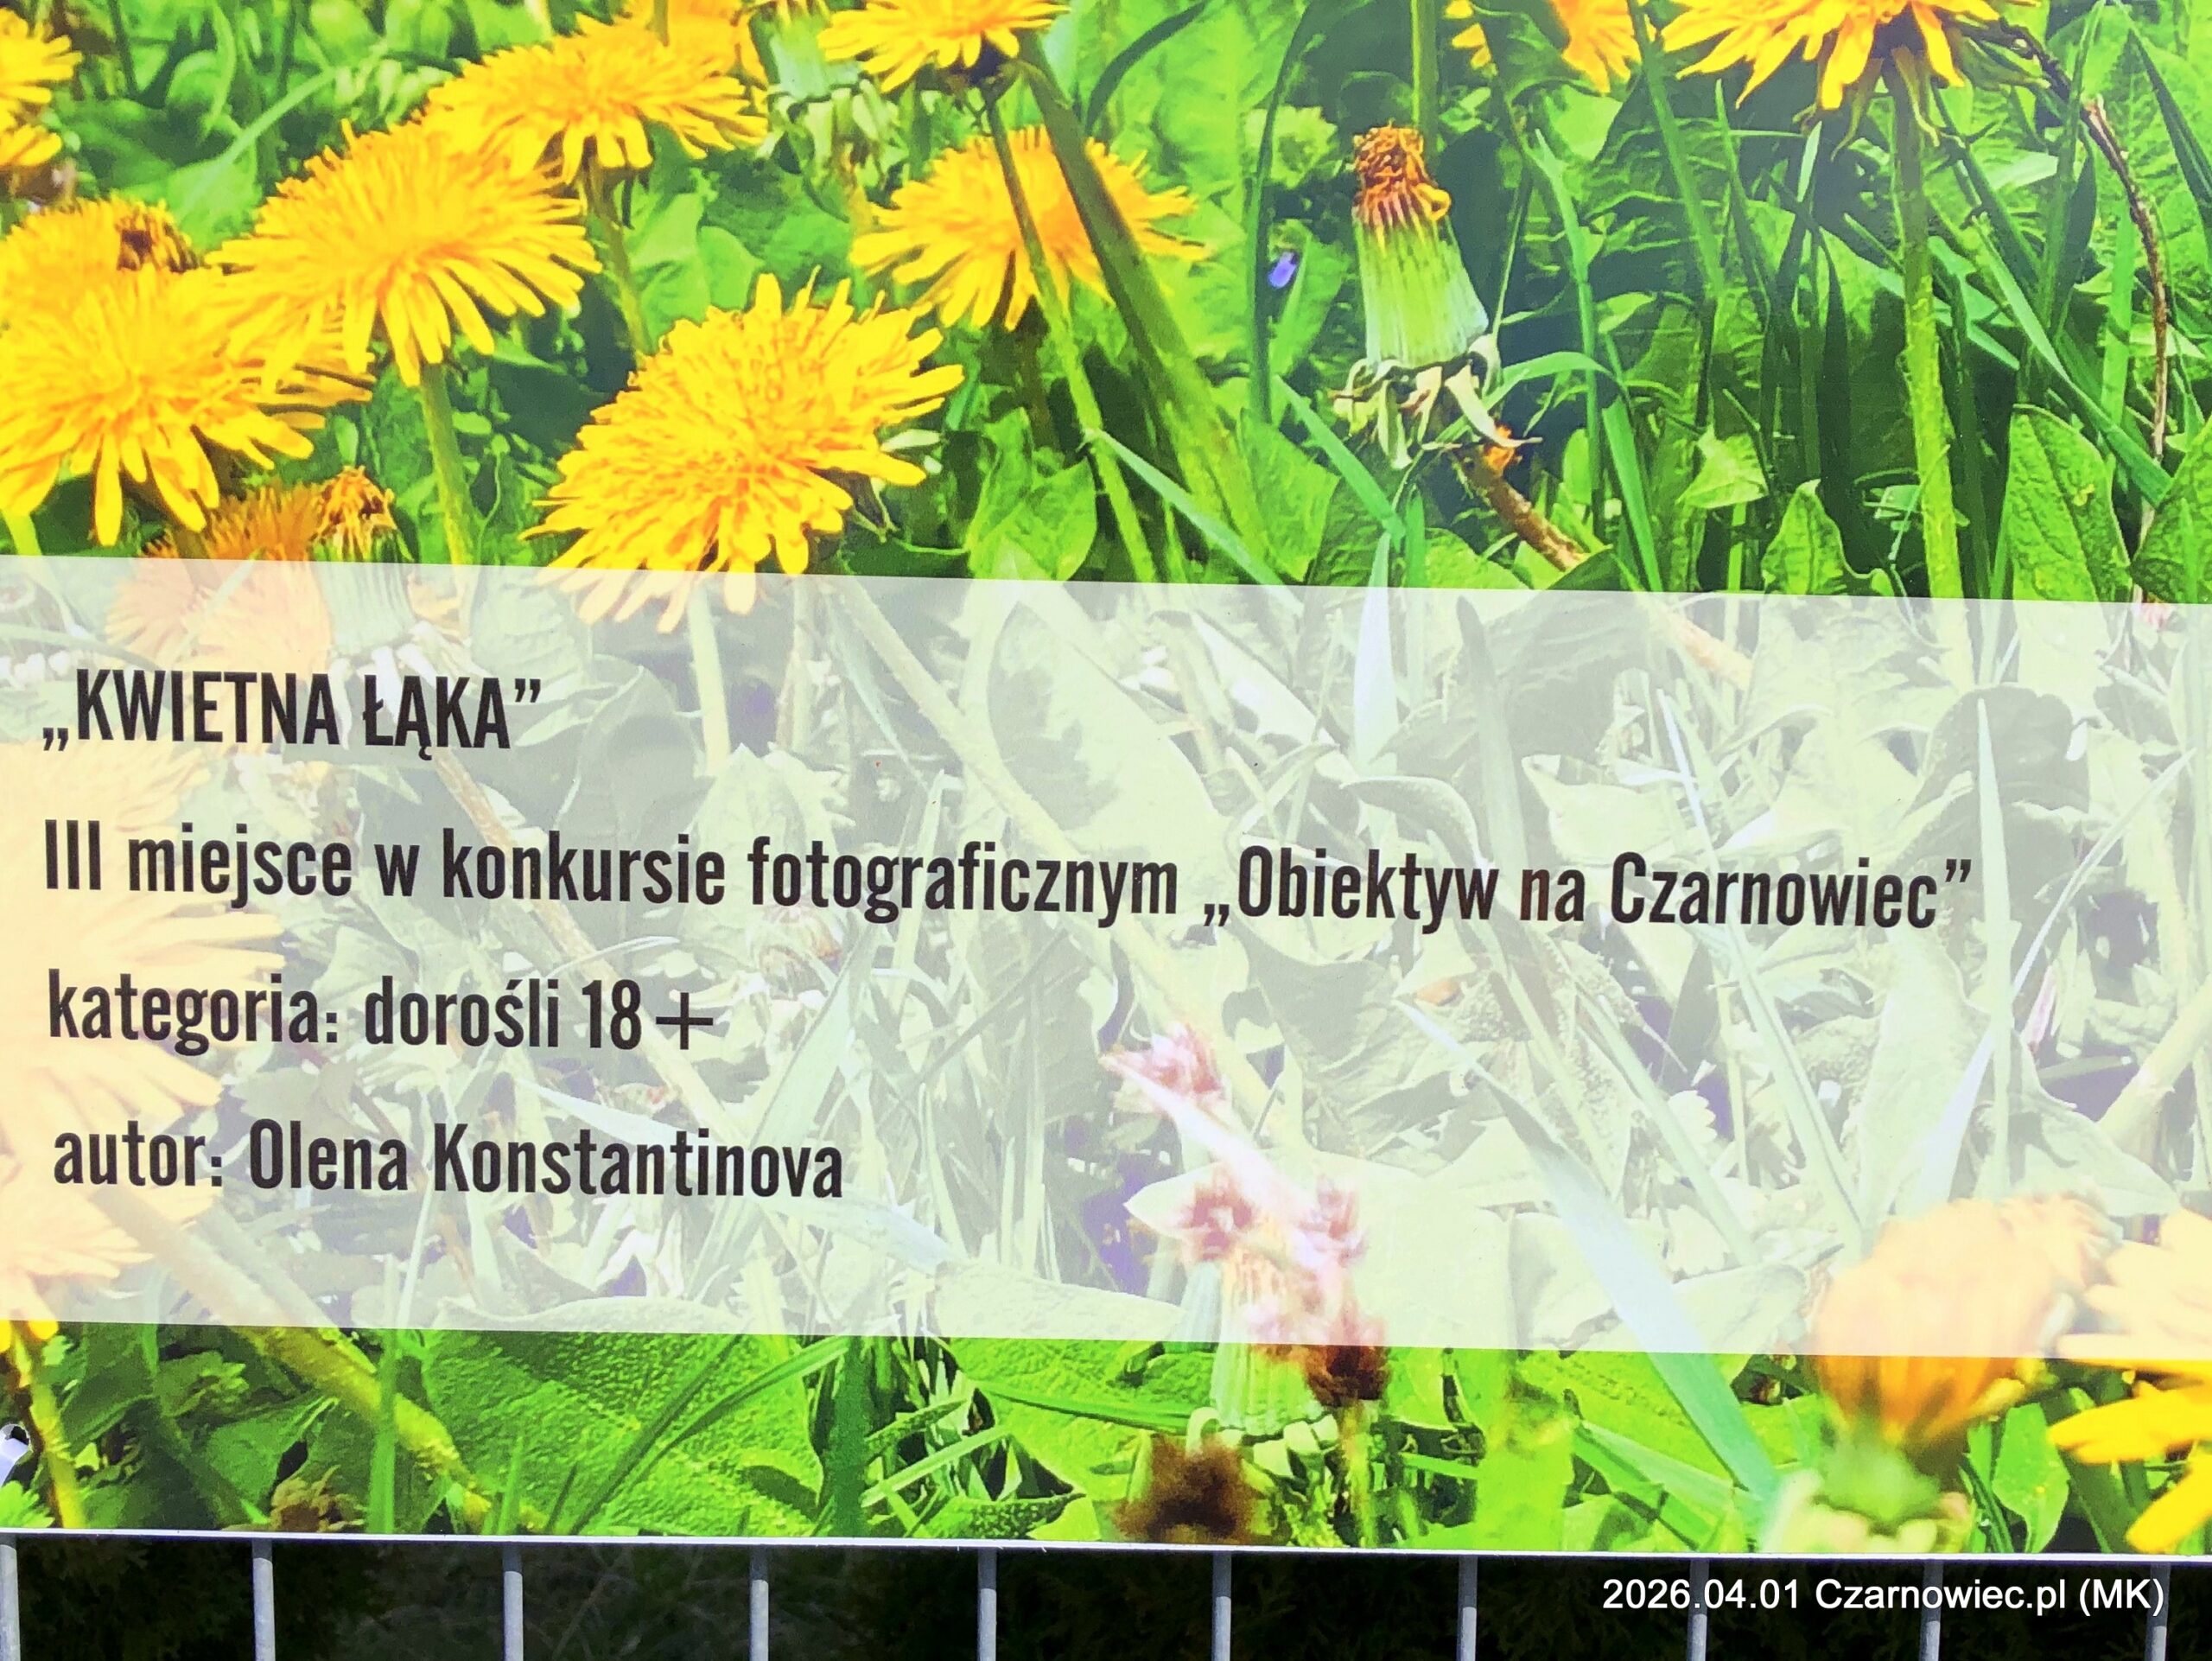 „KWIETNA ŁĄKA”
III miejsce w konkursie fotograficznym „Obiektyw na Czarnowiec”
kategoria: dorośli 18+
autor: Olena Konstantinova
2026.04.01 Czarnowiec.pl (MK)